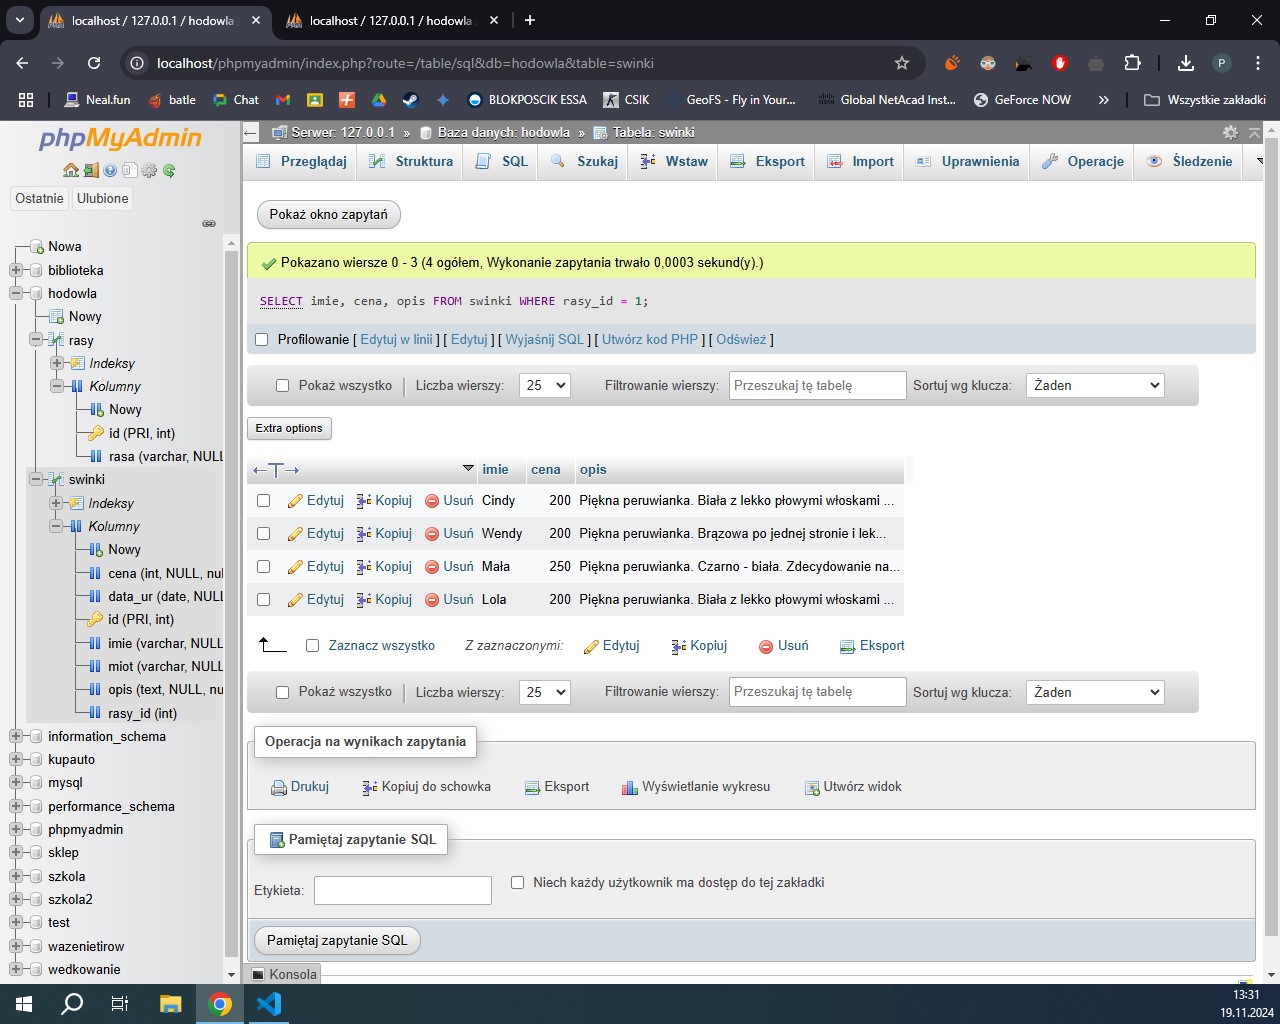 localhost / 127.0.0.1 / hodowla
localhost / 127.0.0.1 / hodowla
localhost/phpmyadmin/index.php?route=/table/sql&db=hodowla&table=swinki
P
Neal.fun
batle
Chat
BLOKPOSCIK ESSA
CSIK
GeoFS - Fly in Your...
Global NetAcad Inst...
GeForce NOW
»
Wszystkie zakładki
phpMyAdmin
Ostatnie
Ulubione
Nowa
biblioteka
hodowla
Nowy
rasy
Indeksy
Kolumny
Nowy
id (PRI, int)
rasa (varchar, NULL
swinki
Indeksy
Kolumny
Nowy
cena (int, NULL, nul
data_ur (date, NULL
id (PRI, int)
imie (varchar, NULL
miot (varchar, NULL
opis (text, NULL, nu
rasy_id (int)
information_schema
kupauto
mysql
performance_schema
phpmyadmin
sklep
szkola
szkola2
test
wazenietirow
wedkowanie
Serwer: 127.0.0.1 » Baza danych: hodowla » Tabela: swinki
Przeglądaj
Struktura
SQL
Szukaj
Wstaw
Eksport
Import
Uprawnienia
Operacje
Śledzenie
Pokaż okno zapytań
Pokazano wiersze 0 - 3 (4 ogółem, Wykonanie zapytania trwało 0,0003 sekund(y).)
SELECT imie, cena, opis FROM swinki WHERE rasy_id = 1;
Profilowanie [ Edytuj w linii ] [ Edytuj ] [ Wyjaśnij SQL ] [ Utwórz kod PHP ] [ Odśwież ]
Pokaż wszystko | Liczba wierszy: 25 Filtrowanie wierszy: Przeszukaj tę tabelę Sortuj wg klucza: Żaden
Extra options
←T→ imie cena opis
Edytuj Kopiuj Usuń Cindy 200 Piękna peruwianka. Biała z lekko płowymi włoskami ...
Edytuj Kopiuj Usuń Wendy 200 Piękna peruwianka. Brązowa po jednej stronie i lek...
Edytuj Kopiuj Usuń Mała 250 Piękna peruwianka. Czarno - biała. Zdecydowanie na...
Edytuj Kopiuj Usuń Lola 200 Piękna peruwianka. Biała z lekko płowymi włoskami ...
Zaznacz wszystko Z zaznaczonymi: Edytuj Kopiuj Usuń Eksport
Pokaż wszystko | Liczba wierszy: 25 Filtrowanie wierszy: Przeszukaj tę tabelę Sortuj wg klucza: Żaden
Operacja na wynikach zapytania
Drukuj
Kopiuj do schowka
Eksport
Wyświetlanie wykresu
Utwórz widok
Pamiętaj zapytanie SQL
Etykieta:
Niech każdy użytkownik ma dostęp do tej zakładki
Pamiętaj zapytanie SQL
Konsola
13:31
19.11.2024